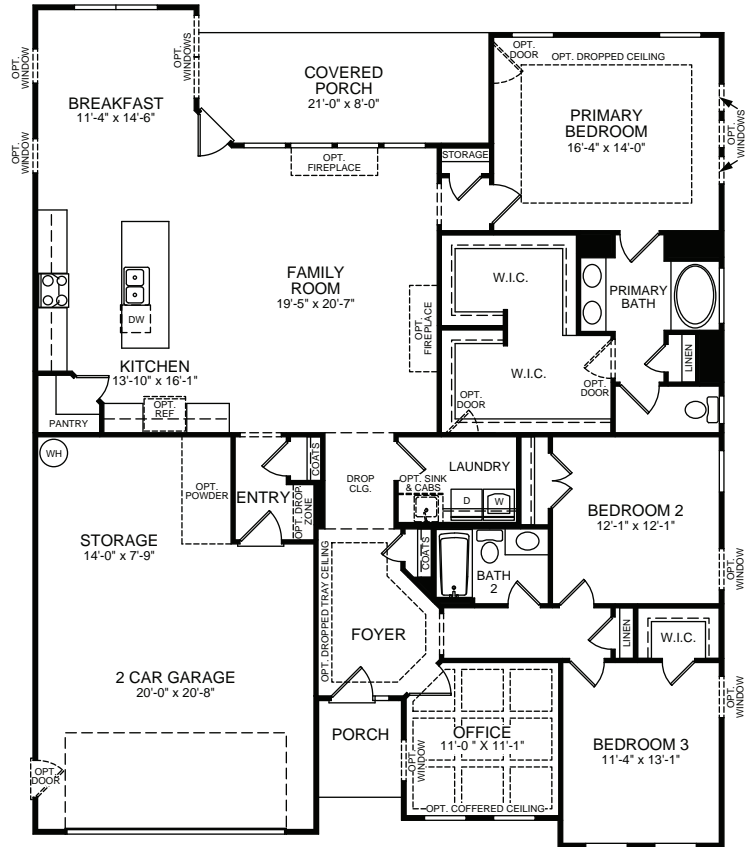 OPT.
WINDOW
OPT.
WINDOWS
BREAKFAST
11'-4" x 14'-6"
OPT.
WINDOW
COVERED
PORCH
21'-0" x 8'-0"
OPT.
FIREPLACE
OPT.
DOOR
OPT. DROPPED CEILING
PRIMARY
BEDROOM
16'-4" x 14'-0"
OPT.
WINDOWS
STORAGE
W.I.C.
PRIMARY
BATH
FAMILY
ROOM
19'-5" x 20'-7"
OPT.
FIREPLACE
DW
KITCHEN
13'-10" x 16'-1"
OPT.
REF.
PANTRY
W.I.C.
OPT.
DOOR
OPT.
DOOR
LINEN
WH
OPT.
POWDER
ENTRY
COATS
OPT. DROP
ZONE
DROP
CLG.
LAUNDRY
OPT. SINK
& CABS
D
W
BEDROOM 2
12'-1" x 12'-1"
OPT.
WINDOW
STORAGE
14'-0" x 7'-9"
OPT. DROPPED TRAY CEILING
COATS
BATH
2
FOYER
LINEN
W.I.C.
2 CAR GARAGE
20'-0" x 20'-8"
OPT.
DOOR
PORCH
OPT.
WINDOW
OFFICE
11'-0 " X 11'-1"
OPT. COFFERED CEILING
BEDROOM 3
11'-4" x 13'-1"
OPT.
WINDOW